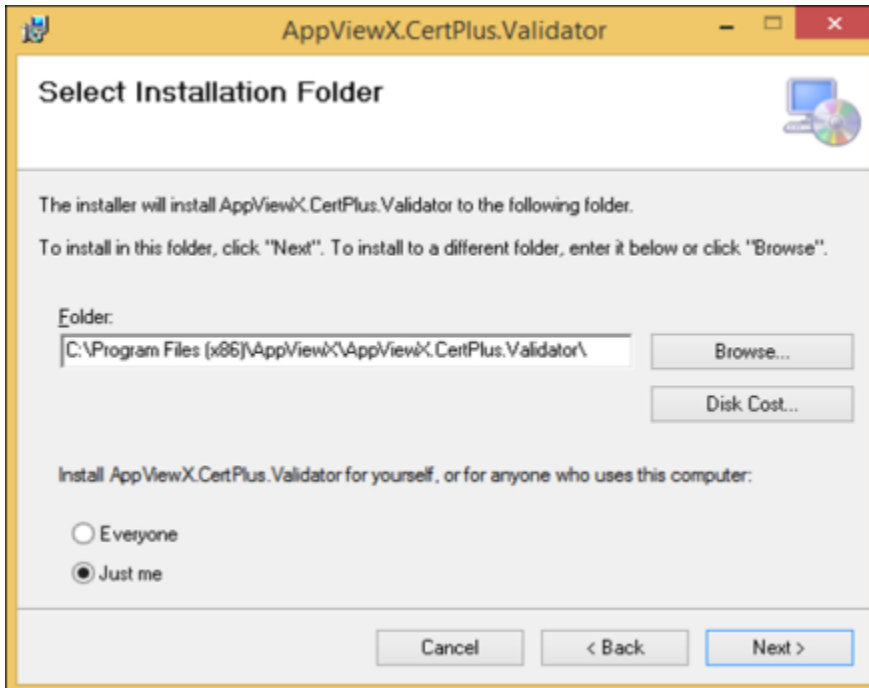 AppViewX.CertPlus.Validator
Select Installation Folder
The installer will install AppViewX.CertPlus.Validator to the following folder.
To install in this folder, click "Next". To install to a different folder, enter it below or click "Browse".
Folder:
C:\Program Files (x86)\AppViewX\AppViewX.CertPlus.Validator\
Browse...
Disk Cost...
Install AppViewX.CertPlus.Validator for yourself, or for anyone who uses this computer:
Everyone
Just me
Cancel
< Back
Next >